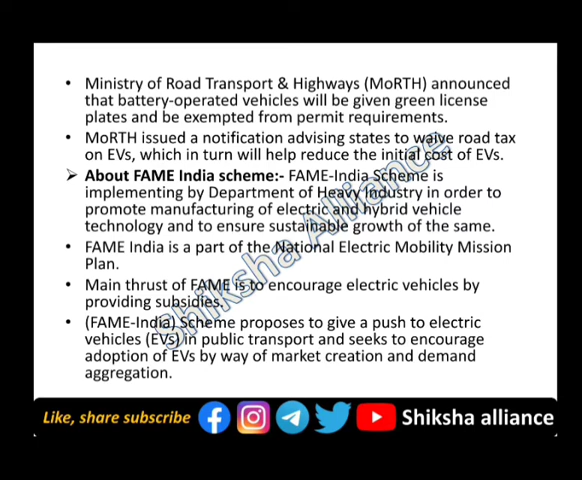 • Ministry of Road Transport & Highways (MoRTH) announced
that battery-operated vehicles will be given green license
plates and be exempted from permit requirements.
• MoRTH issued a notification advising states to waive road tax
on EVs, which in turn will help reduce the initial cost of EVs.
➢ About FAME India scheme:- FAME-India Scheme is
implementing by Department of Heavy Industry in order to
promote manufacturing of electric and hybrid vehicle
technology and to ensure sustainable growth of the same.
• FAME India is a part of the National Electric Mobility Mission
Plan.
• Main thrust of FAME is to encourage electric vehicles by
providing subsidies.
• (FAME-India) Scheme proposes to give a push to electric
vehicles (EVs) in public transport and seeks to encourage
adoption of EVs by way of market creation and demand
aggregation.
Shiksha Alliance
Like, share subscribe Shiksha alliance